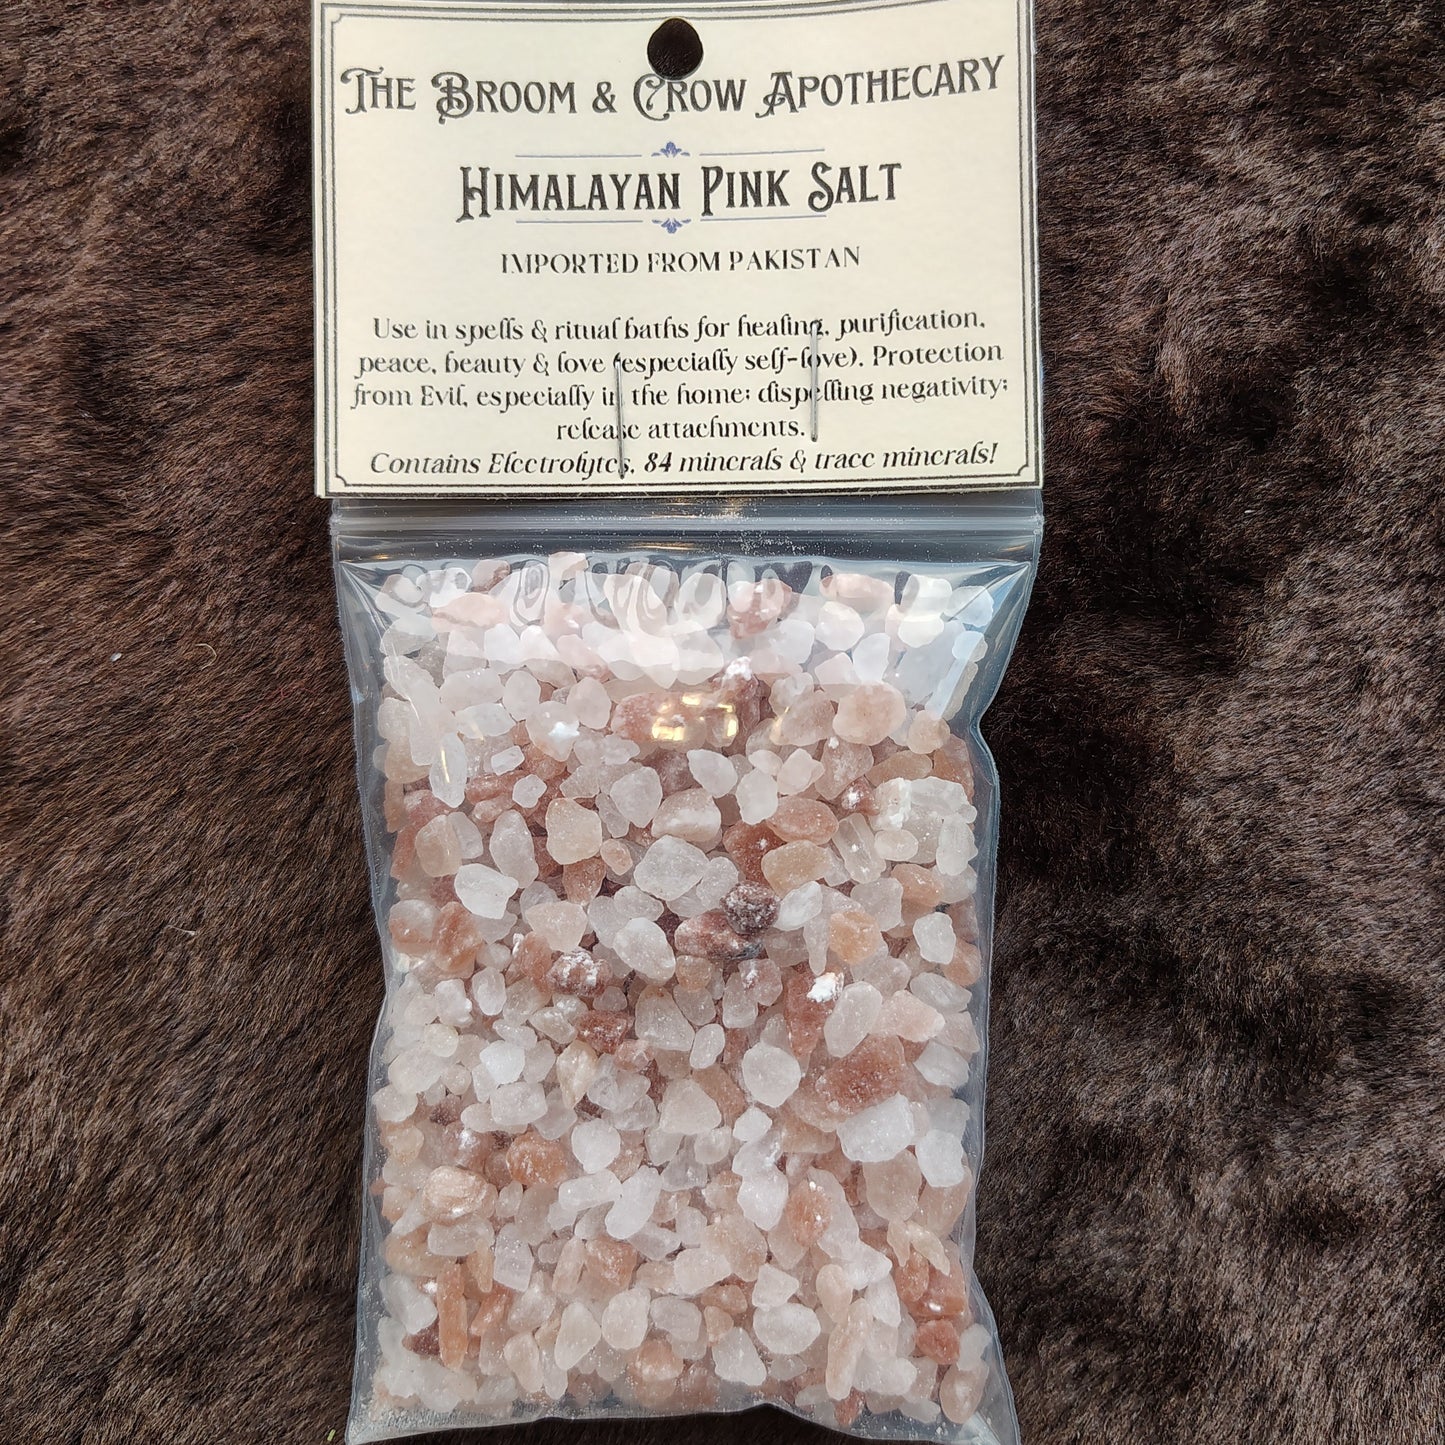 The Broom & Crow Apothecary
Himalayan Pink Salt
IMPORTED FROM PAKISTAN
Use in spells & ritual baths for healing, purification,
peace, beauty & love (especially self-love). Protection
from Evil, especially in the home; dispelling negativity;
release attachments.
Contains Electrolytes, 84 minerals & trace minerals!